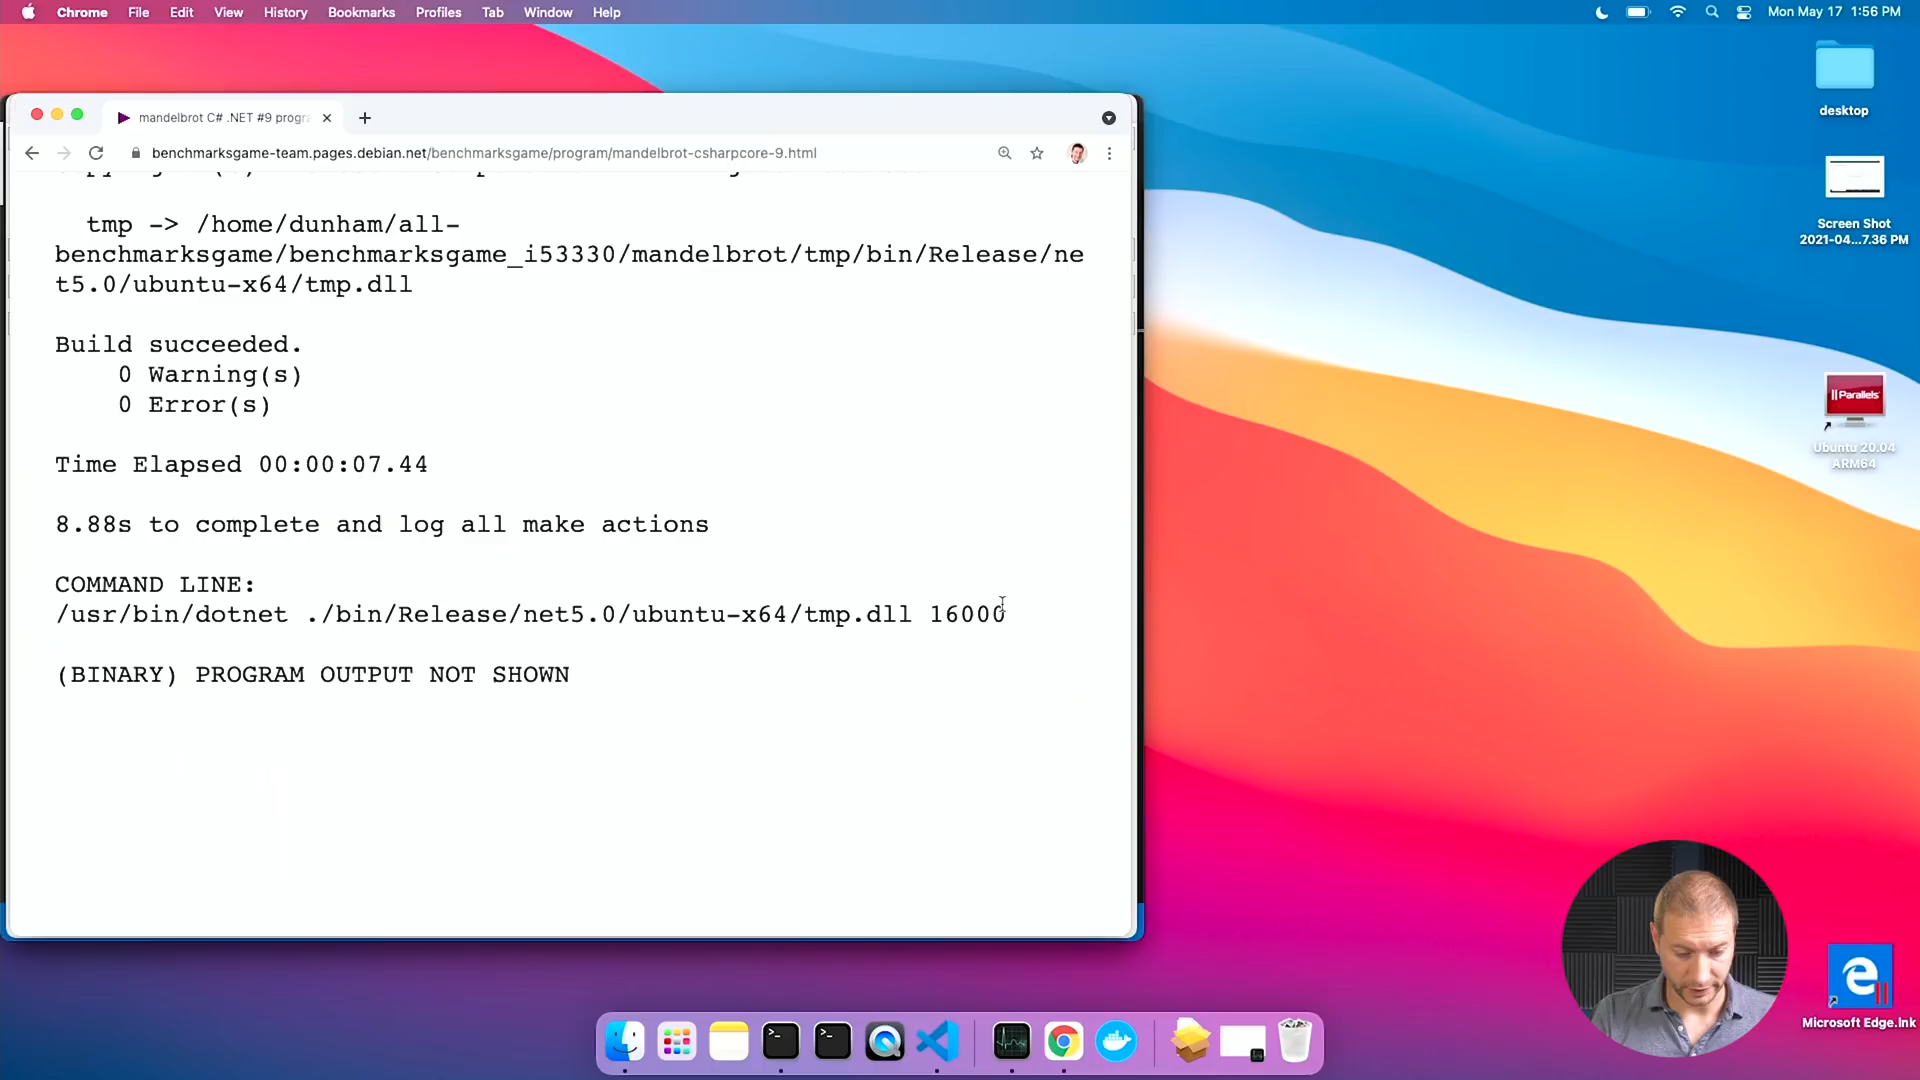 Chrome File Edit View History Bookmarks Profiles Tab Window Help
Mon May 17 1:56 PM
mandelbrot C# .NET #9 progra
benchmarksgame-team.pages.debian.net/benchmarksgame/program/mandelbrot-csharpcore-9.html
tmp -> /home/dunham/all-
benchmarksgame/benchmarksgame_i53330/mandelbrot/tmp/bin/Release/ne
t5.0/ubuntu-x64/tmp.dll
Build succeeded.
0 Warning(s)
0 Error(s)
Time Elapsed 00:00:07.44
8.88s to complete and log all make actions
COMMAND LINE:
/usr/bin/dotnet ./bin/Release/net5.0/ubuntu-x64/tmp.dll 16000
(BINARY) PROGRAM OUTPUT NOT SHOWN
desktop
Screen Shot
2021-04...7.36 PM
Parallels
Ubuntu 20.04
ARM64
Microsoft Edge.lnk